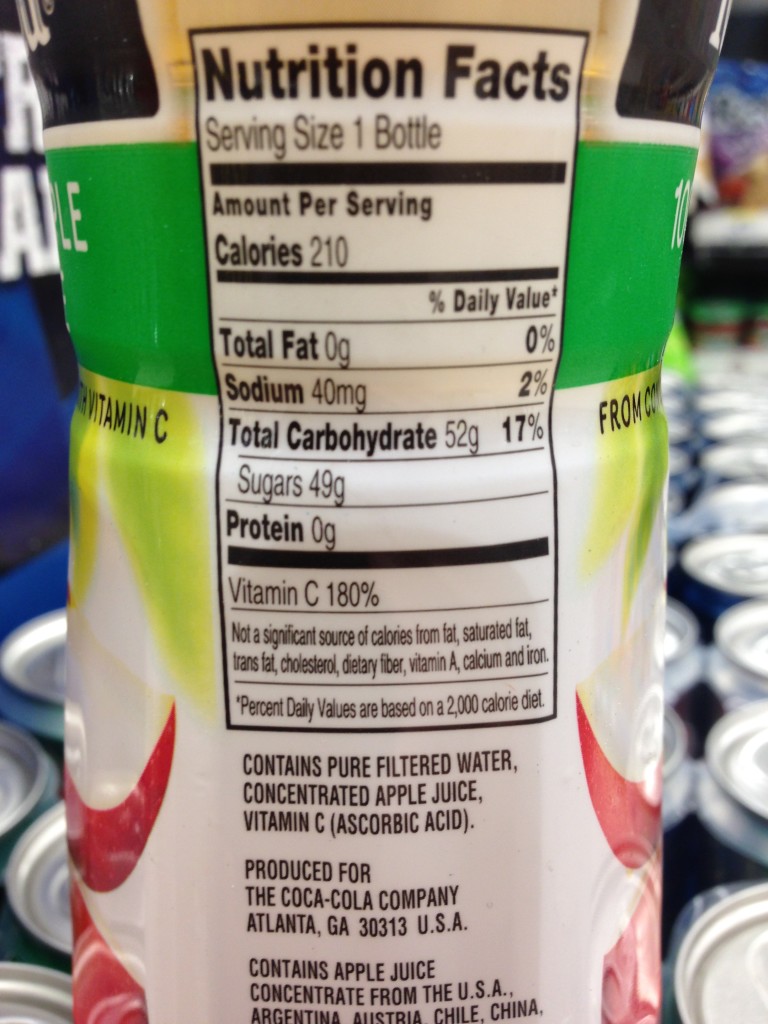 Nutrition Facts
Serving Size 1 Bottle
Amount Per Serving
Calories 210
% Daily Value*
Total Fat 0g 0%
Sodium 40mg 2%
Total Carbohydrate 52g 17%
Sugars 49g
Protein 0g
Vitamin C 180%
Not a significant source of calories from fat, saturated fat,
trans fat, cholesterol, dietary fiber, vitamin A, calcium and iron.
*Percent Daily Values are based on a 2,000 calorie diet.
CONTAINS PURE FILTERED WATER,
CONCENTRATED APPLE JUICE,
VITAMIN C (ASCORBIC ACID).
PRODUCED FOR
THE COCA-COLA COMPANY
ATLANTA, GA 30313 U.S.A.
CONTAINS APPLE JUICE
CONCENTRATE FROM THE U.S.A.,
ARGENTINA, AUSTRIA, CHILE, CHINA,
VITAMIN C
FROM